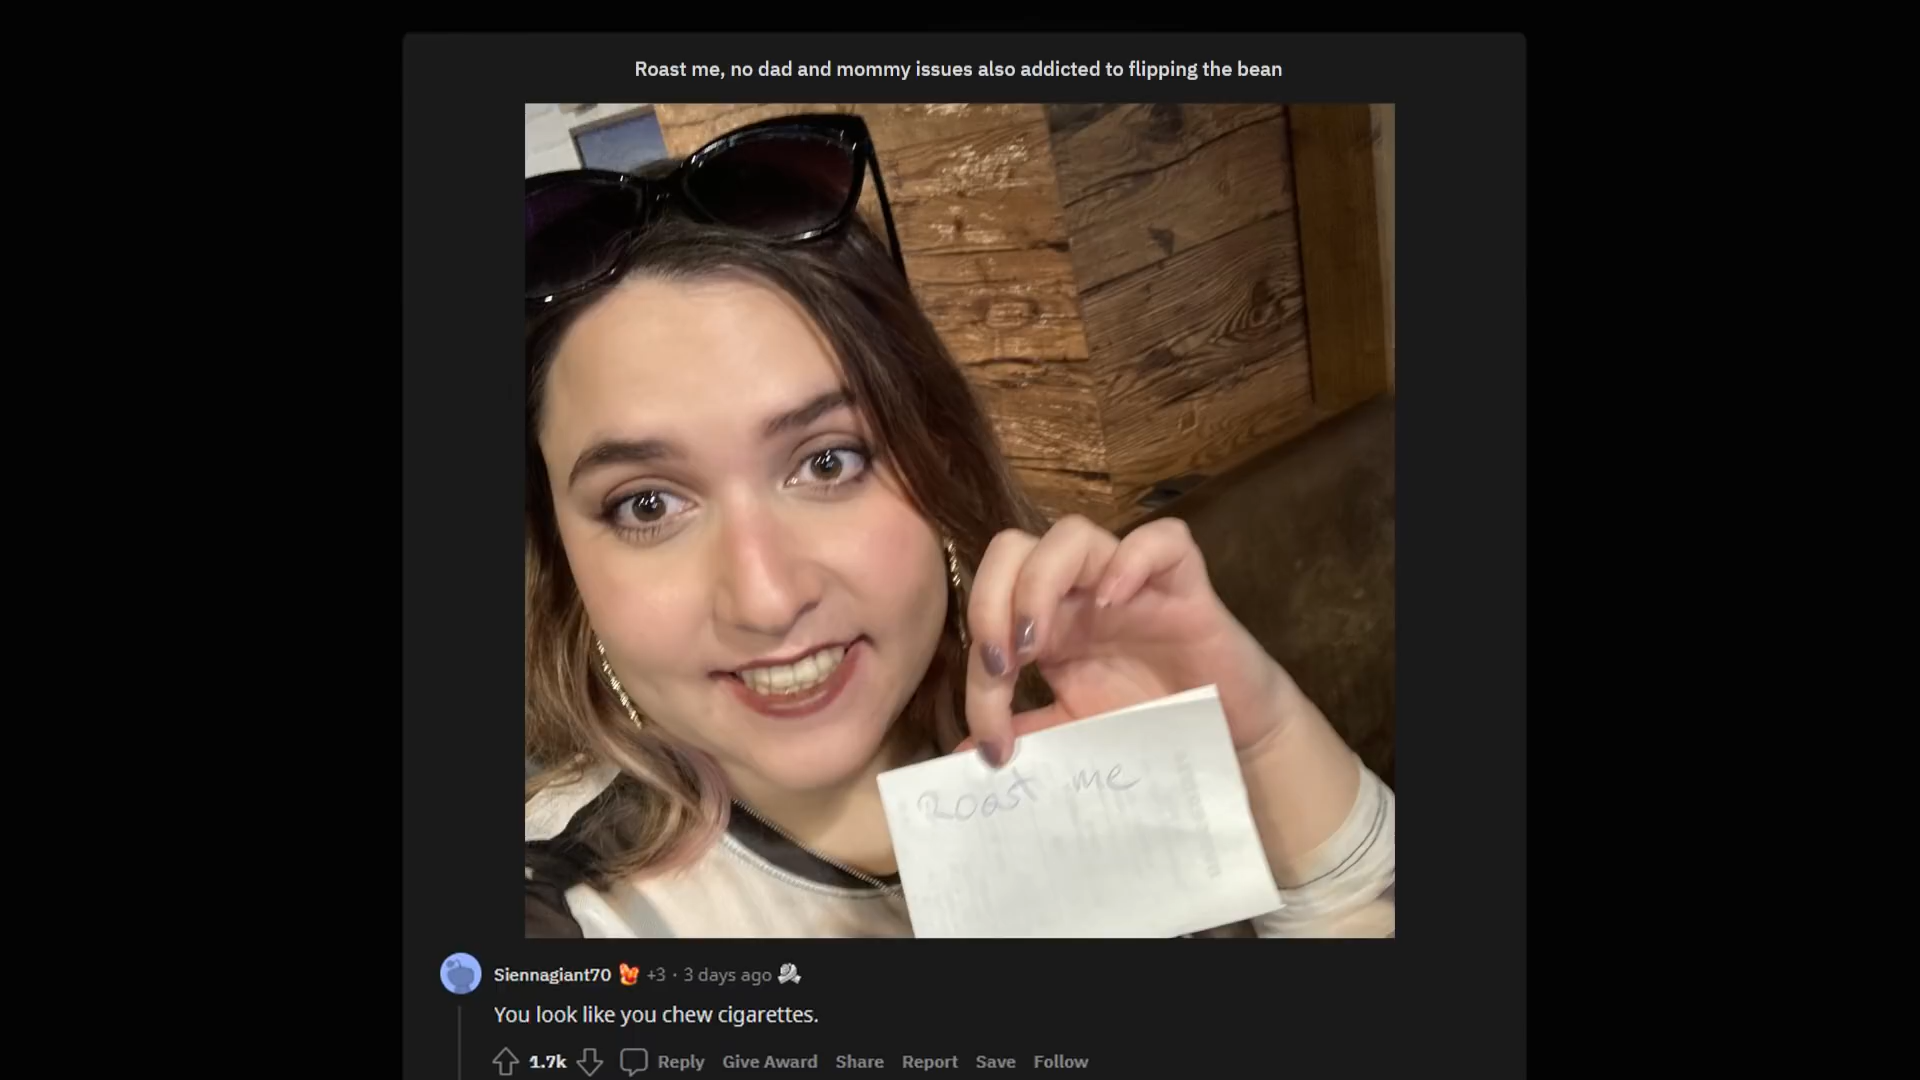 Roast me, no dad and mommy issues also addicted to flipping the bean
Roast me
Siennagiant70 +3 · 3 days ago
You look like you chew cigarettes.
1.7k Reply Give Award Share Report Save Follow